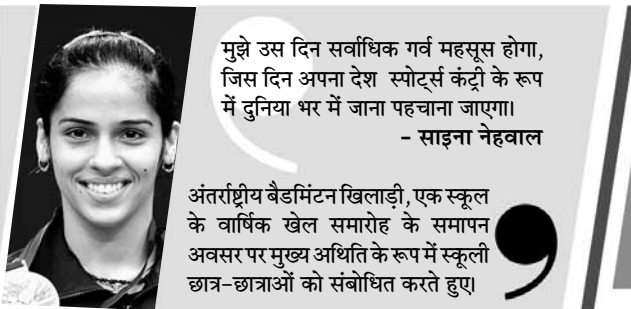 मुझे उस दिन सर्वाधिक गर्व महसूस होगा,
जिस दिन अपना देश स्पोर्ट्स कंट्री के रूप
में दुनिया भर में जाना पहचाना जाएगा।
– साइना नेहवाल
अंतर्राष्ट्रीय बैडमिंटन खिलाड़ी, एक स्कूल
के वार्षिक खेल समारोह के समापन
अवसर पर मुख्य अथिति के रूप में स्कूली
छात्र-छात्राओं को संबोधित करते हुए।